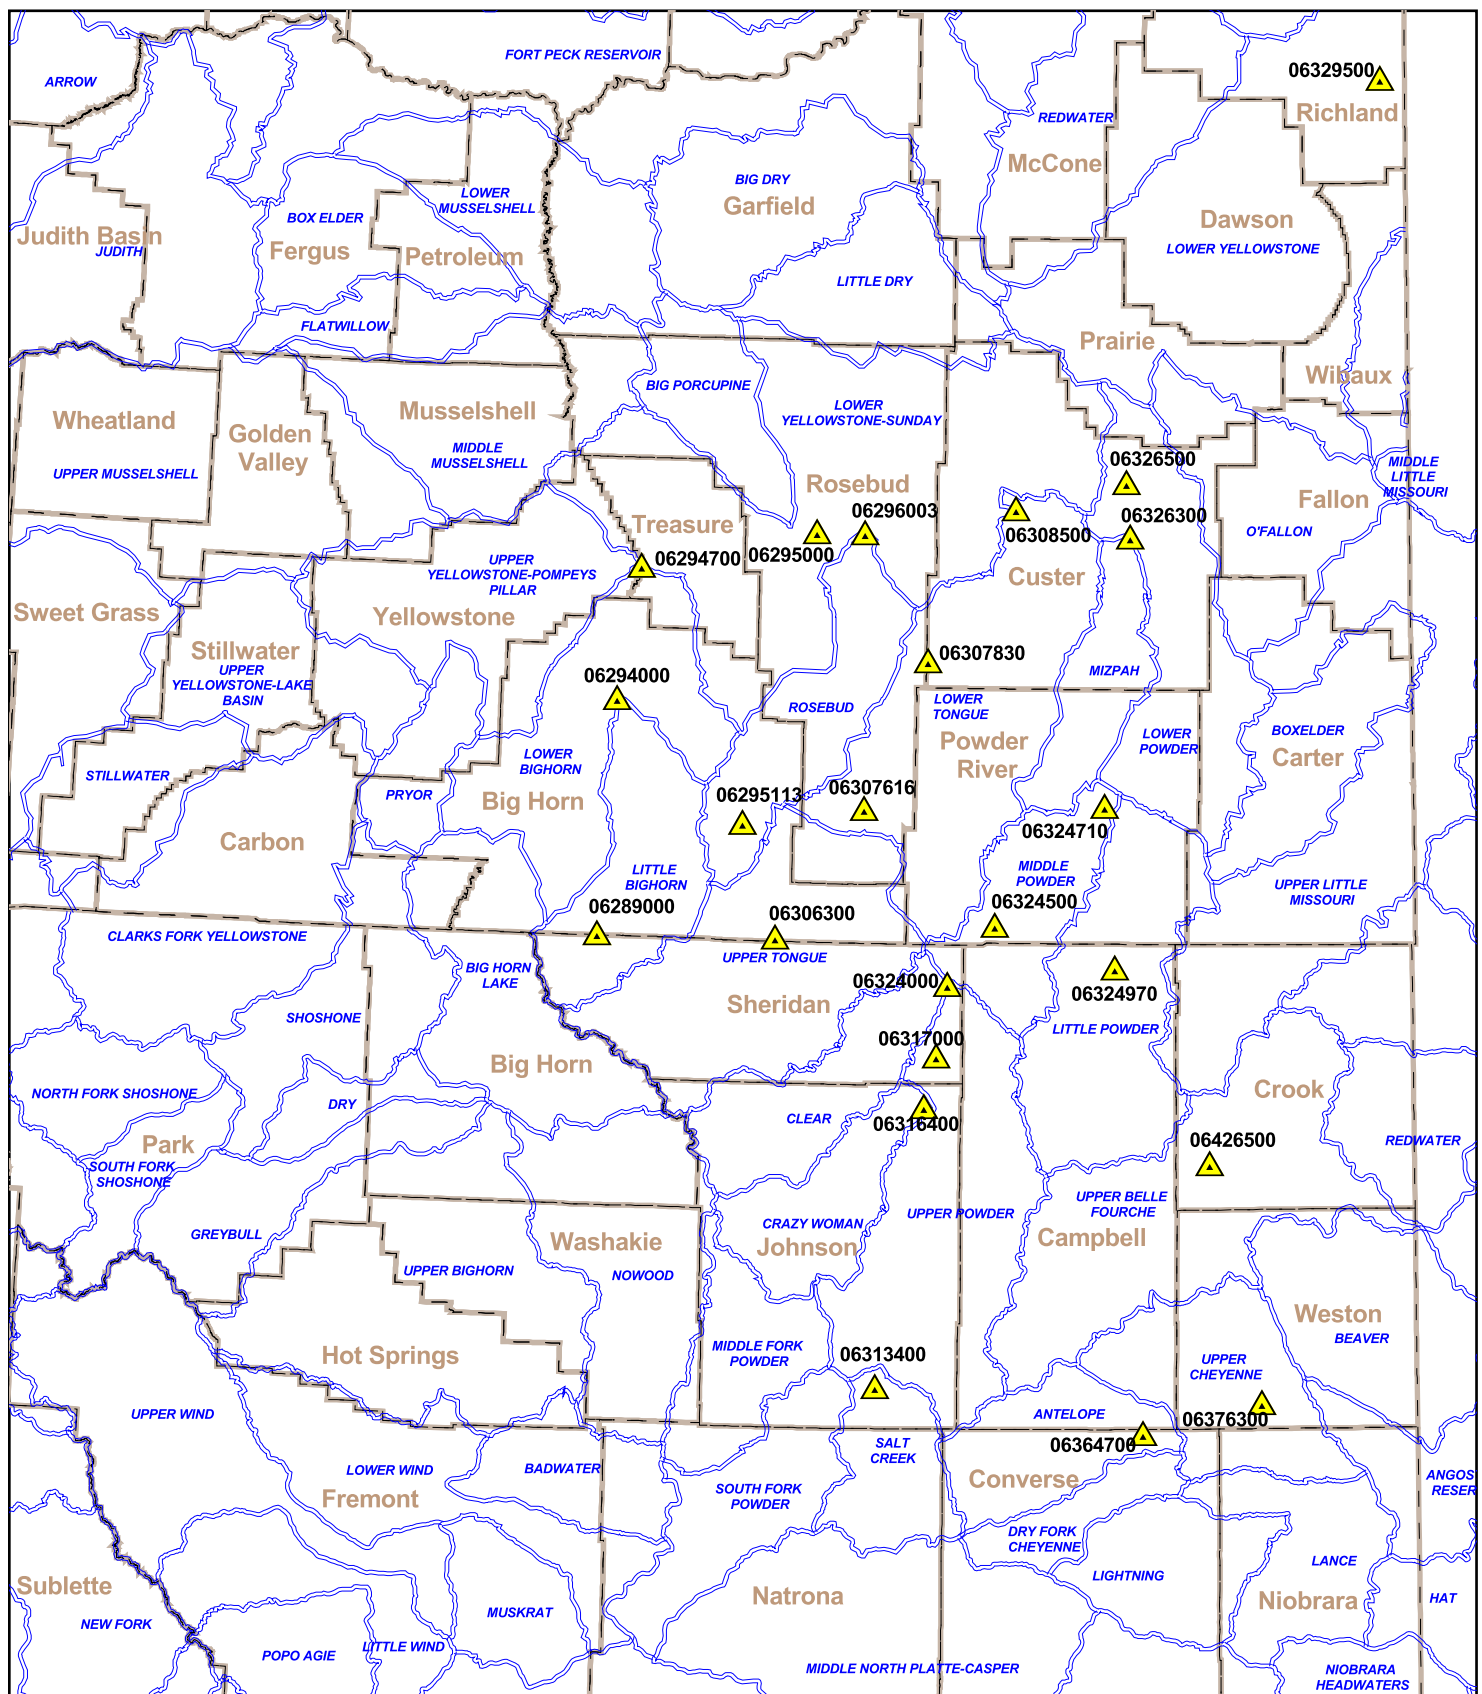 FORT PECK RESERVOIR
ARROW
06329500
Richland
REDWATER
McCone
BIG DRY
Garfield
LOWER
MUSSELSHELL
BOX ELDER
Dawson
LOWER YELLOWSTONE
Judith Basin
JUDITH
Fergus
Petroleum
LITTLE DRY
FLATWILLOW
Prairie
Wibaux
BIG PORCUPINE
LOWER
YELLOWSTONE-SUNDAY
Wheatland
Golden
Valley
Musselshell
MIDDLE
MUSSELSHELL
UPPER MUSSELSHELL
06326500
MIDDLE
LITTLE
MISSOURI
Rosebud
Fallon
O'FALLON
Treasure
06296003
06295000
06308500
06326300
06294700
UPPER
YELLOWSTONE-POMPEYS
PILLAR
Custer
Sweet Grass
Yellowstone
Stillwater
UPPER
YELLOWSTONE-LAKE
BASIN
06307830
MIZPAH
06294000
ROSEBUD
LOWER
TONGUE
Powder
River
LOWER
POWDER
BOXELDER
Carter
LOWER
BIGHORN
STILLWATER
PRYOR
Big Horn
06295113
06307616
06324710
Carbon
LITTLE
BIGHORN
MIDDLE
POWDER
UPPER LITTLE
MISSOURI
06289000
06324500
06306300
CLARKS FORK YELLOWSTONE
UPPER TONGUE
BIG HORN
LAKE
06324000
06324970
Sheridan
SHOSHONE
LITTLE POWDER
06317000
Big Horn
NORTH FORK SHOSHONE
DRY
CLEAR
06316400
Crook
Park
REDWATER
06426500
SOUTH FORK
SHOSHONE
UPPER BELLE
FOURCHE
UPPER POWDER
CRAZY WOMAN
Johnson
Campbell
GREYBULL
Washakie
UPPER BIGHORN
NOWOOD
Weston
BEAVER
Hot Springs
MIDDLE FORK
POWDER
06313400
UPPER
CHEYENNE
UPPER WIND
ANTELOPE
06376300
06364700
SALT
CREEK
LOWER WIND
BADWATER
Converse
ANGOS
RESER
Fremont
SOUTH FORK
POWDER
DRY FORK
CHEYENNE
LANCE
LIGHTNING
Sublette
Natrona
Niobrara
HAT
NEW FORK
MUSKRAT
LITTLE WIND
POPO AGIE
MIDDLE NORTH PLATTE-CASPER
NIOBRARA
HEADWATERS